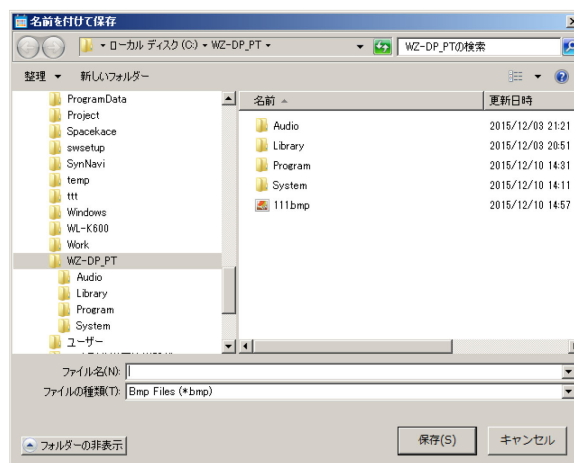 名前を付けて保存
ローカル ディスク (C:) ▸ WZ-DP_PT ▸
WZ-DP_PTの検索
整理 ▼ 新しいフォルダー
ProgramData
Project
Spacekace
swsetup
SynNavi
temp
ttt
Windows
WL-K600
Work
WZ-DP_PT
Audio
Library
Program
System
ユーザー
名前 更新日時
Audio 2015/12/03 21:21
Library 2015/12/03 20:51
Program 2015/12/10 14:31
System 2015/12/10 14:11
111.bmp 2015/12/10 14:57
ファイル名(N):
ファイルの種類(T): Bmp Files (*bmp)
フォルダーの非表示
保存(S) キャンセル